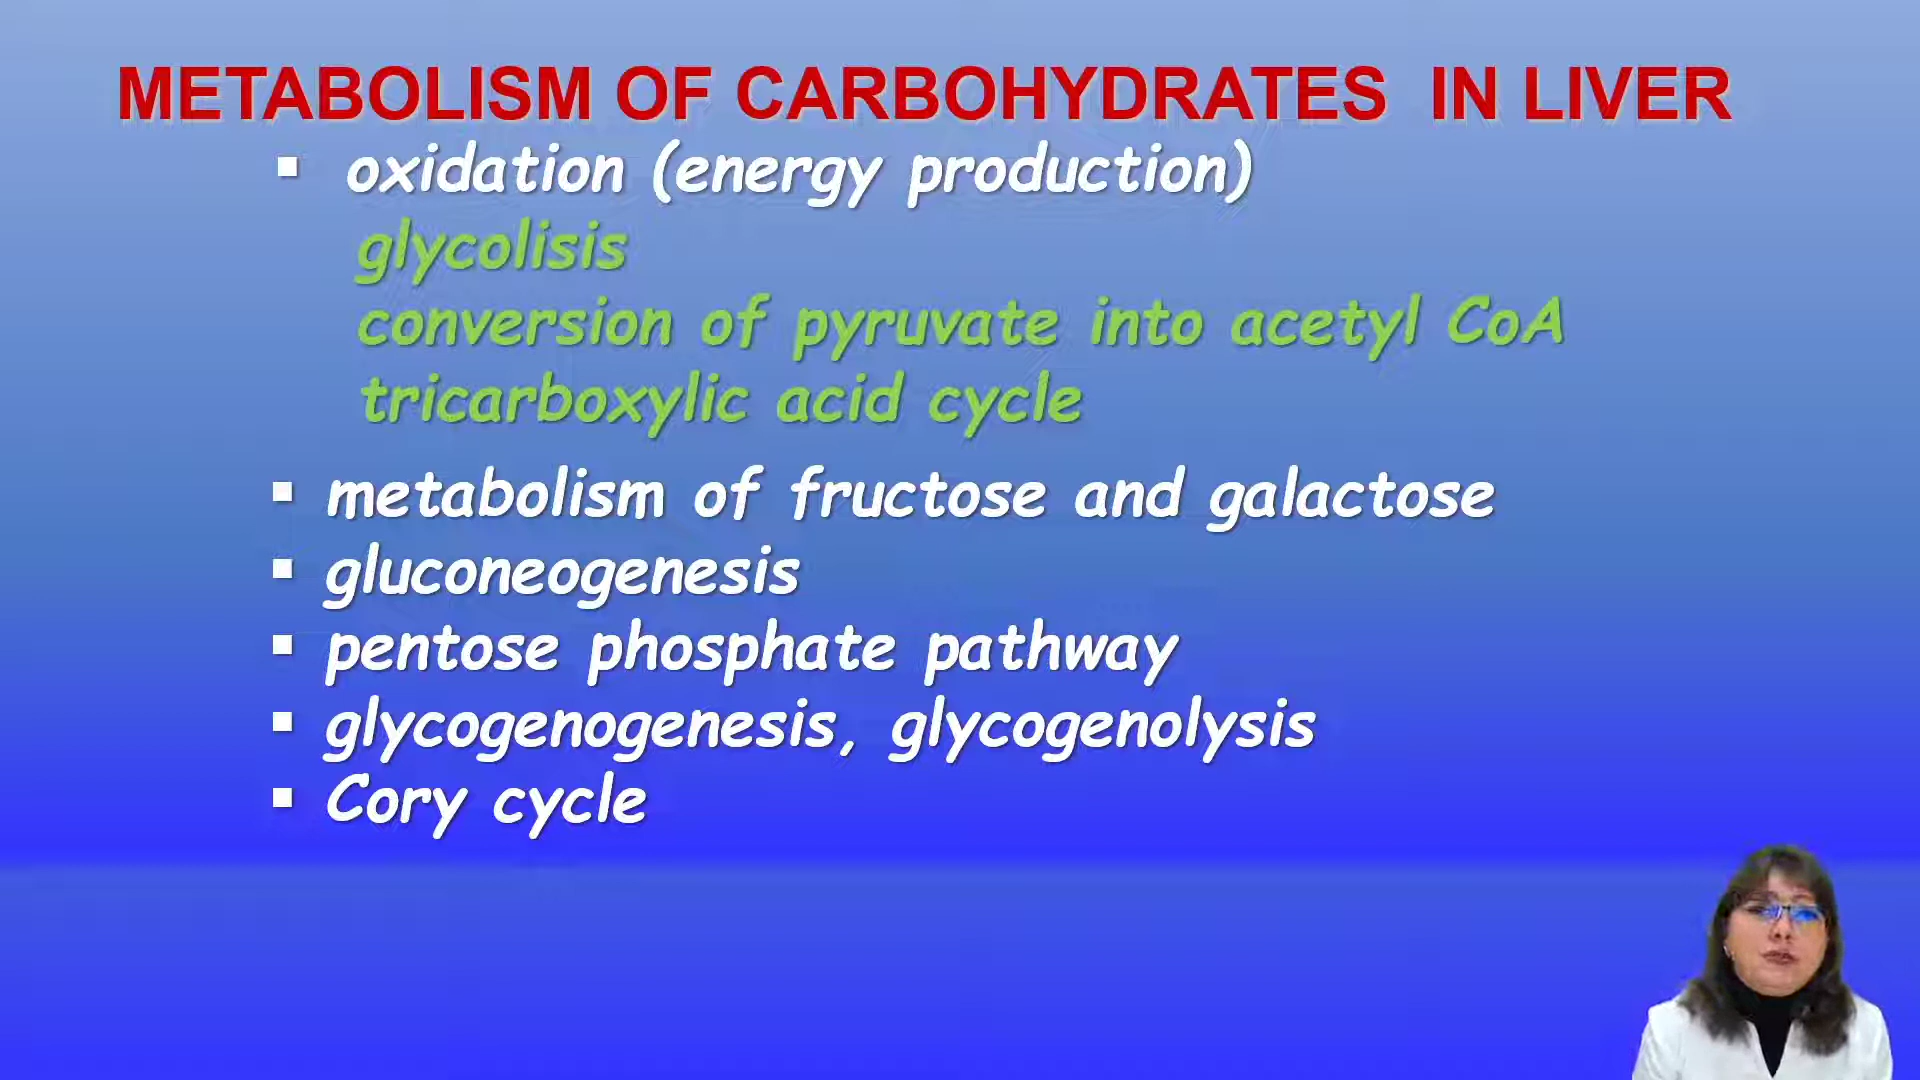 METABOLISM OF CARBOHYDRATES IN LIVER
▪ oxidation (energy production)
glycolisis
conversion of pyruvate into acetyl CoA
tricarboxylic acid cycle
▪ metabolism of fructose and galactose
▪ gluconeogenesis
▪ pentose phosphate pathway
▪ glycogenogenesis, glycogenolysis
▪ Cory cycle